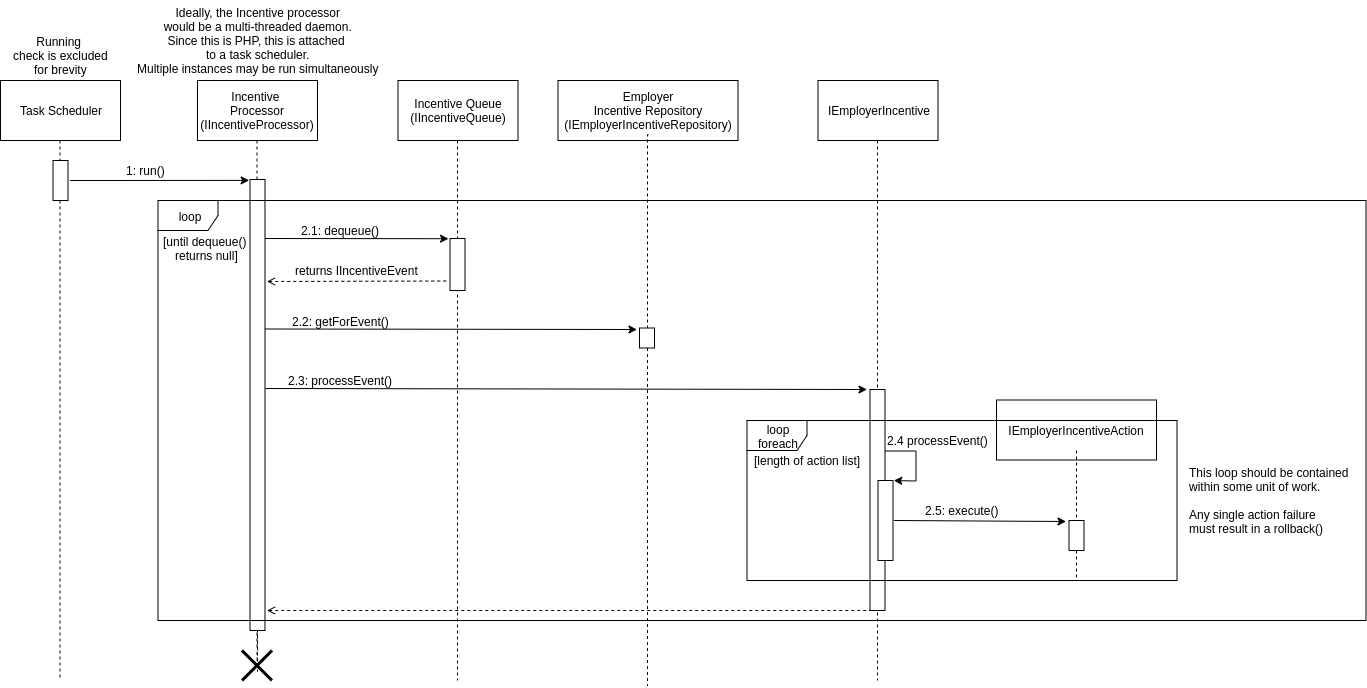 Ideally, the Incentive processor
would be a multi-threaded daemon.
Since this is PHP, this is attached
to a task scheduler.
Multiple instances may be run simultaneously
Running
check is excluded
for brevity
Task Scheduler
Incentive
Processor
(IIncentiveProcessor)
Incentive Queue
(IIncentiveQueue)
Employer
Incentive Repository
(IEmployerIncentiveRepository)
IEmployerIncentive
1: run()
loop
[until dequeue()
returns null]
2.1: dequeue()
returns IIncentiveEvent
2.2: getForEvent()
2.3: processEvent()
loop
foreach
[length of action list]
2.4 processEvent()
IEmployerIncentiveAction
2.5: execute()
This loop should be contained
within some unit of work.
Any single action failure
must result in a rollback()